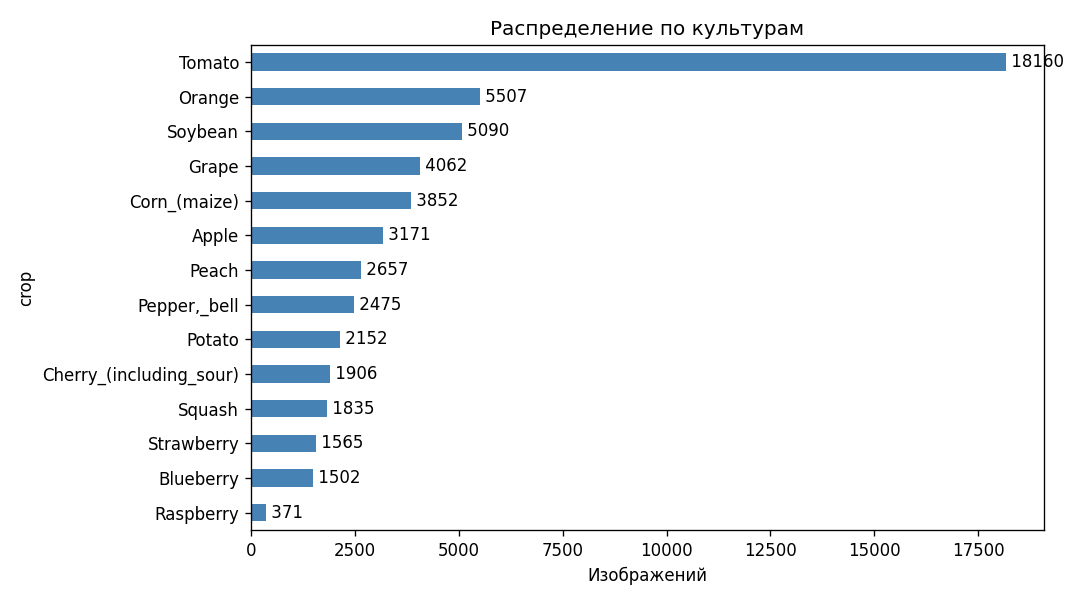 Распределение по культурам
Tomato 18160
Orange 5507
Soybean 5090
Grape 4062
Corn_(maize) 3852
Apple 3171
Peach 2657
Pepper,_bell 2475
Potato 2152
Cherry_(including_sour) 1906
Squash 1835
Strawberry 1565
Blueberry 1502
Raspberry 371
crop
0 2500 5000 7500 10000 12500 15000 17500
Изображений